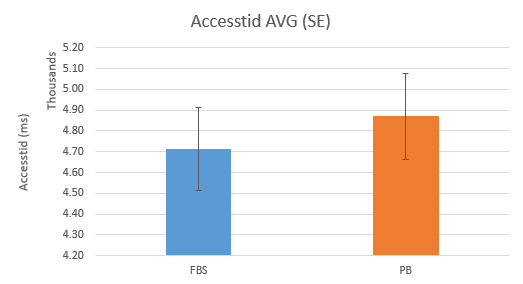 Accesstid AVG (SE)
Accesstid (ms)
Thousands
5.20
5.10
5.00
4.90
4.80
4.70
4.60
4.50
4.40
4.30
4.20
FBS
PB